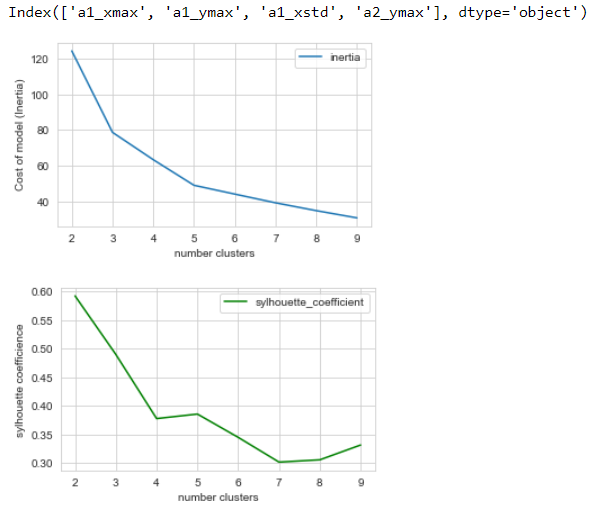 Index(['a1_xmax', 'a1_ymax', 'a1_xstd', 'a2_ymax'], dtype='object')
inertia
120
100
80
60
40
Cost of model (Inertia)
2 3 4 5 6 7 8 9
number clusters
sylhouette_coefficient
0.60
0.55
0.50
0.45
0.40
0.35
0.30
sylhouette coefficience
2 3 4 5 6 7 8 9
number clusters